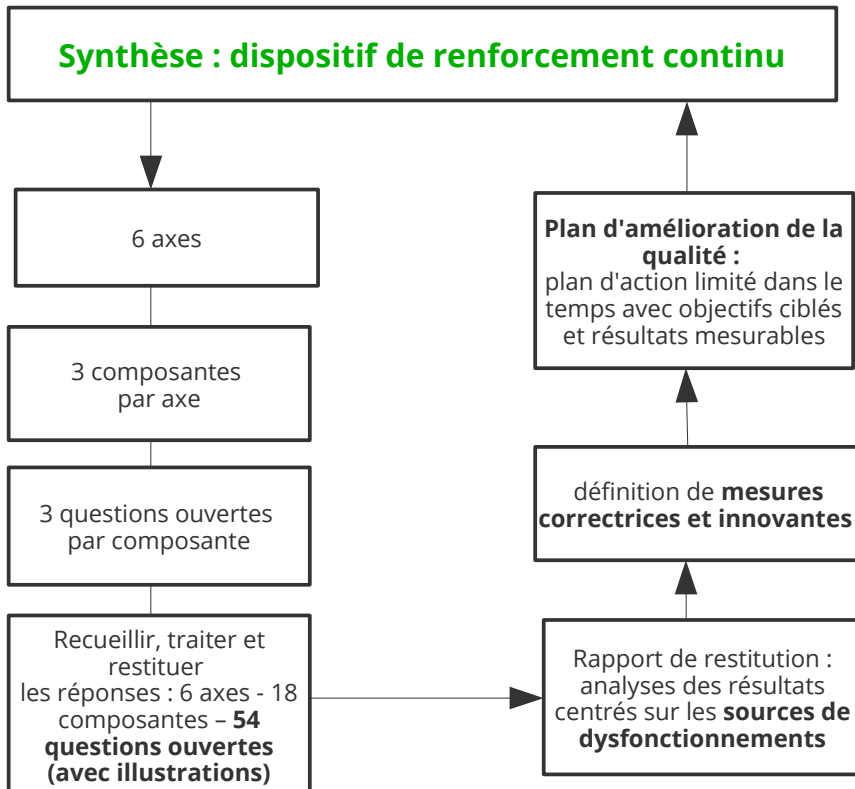 Synthèse : dispositif de renforcement continu
6 axes
3 composantes
par axe
3 questions ouvertes
par composante
Recueillir, traiter et
restituer
les réponses : 6 axes - 18
composantes – 54
questions ouvertes
(avec illustrations)
Plan d'amélioration de la
qualité :
plan d'action limité dans le
temps avec objectifs ciblés
et résultats mesurables
définition de mesures
correctrices et innovantes
Rapport de restitution :
analyses des résultats
centrés sur les sources de
dysfonctionnements